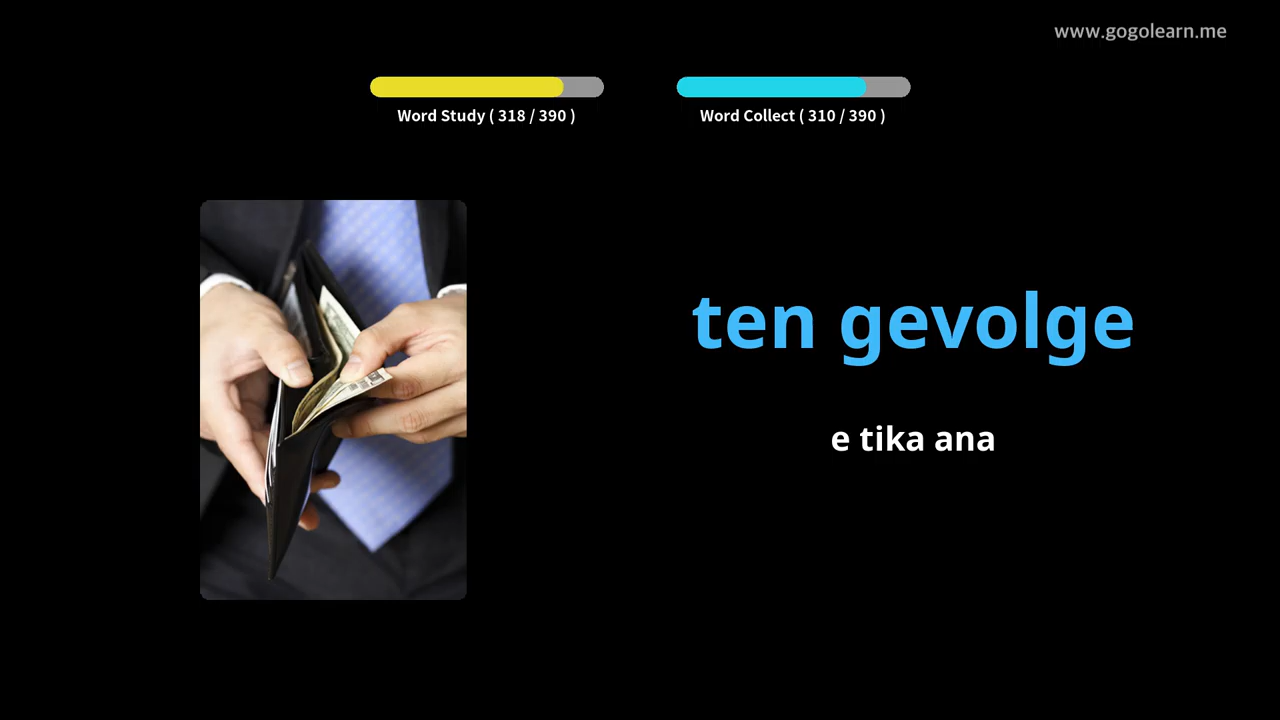 www.gogolearn.me
Word Study ( 318 / 390 )
Word Collect ( 310 / 390 )
ten gevolge
e tika ana